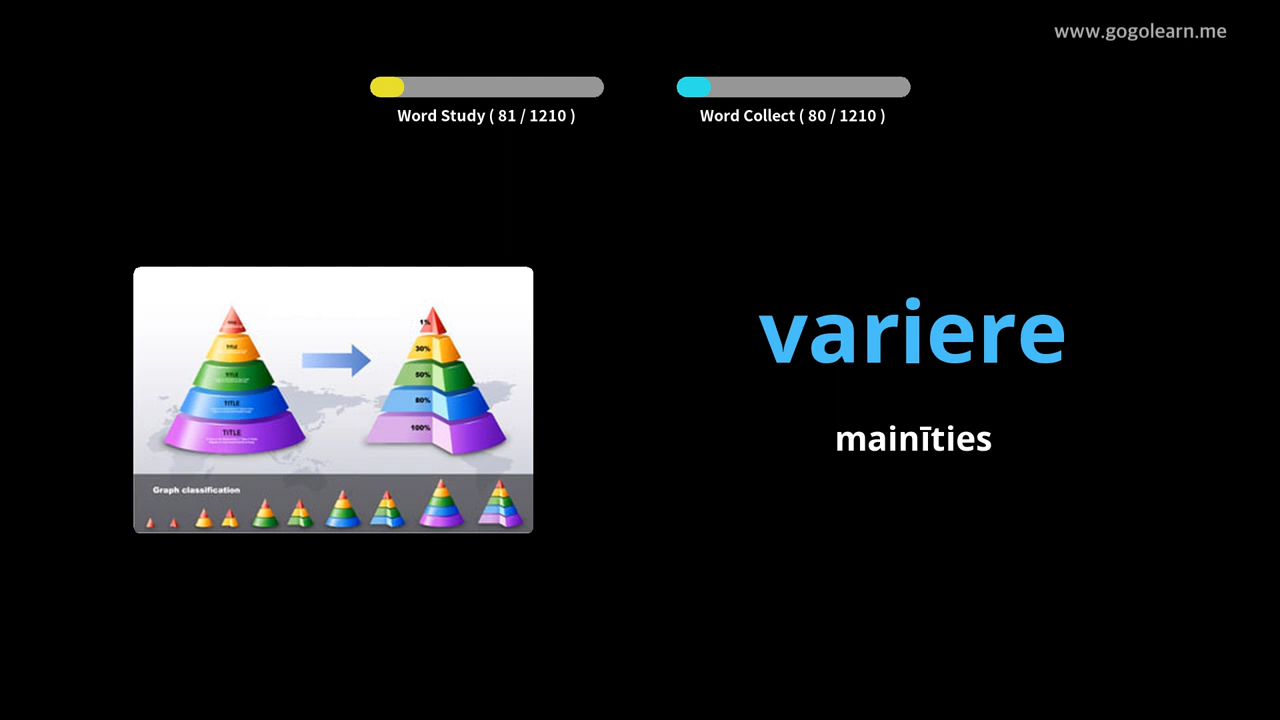 www.gogolearn.me
Word Study ( 81 / 1210 )
Word Collect ( 80 / 1210 )
variere
mainīties
TITLE
TITLE
TITLE
TITLE
1%
30%
50%
80%
100%
Graph classification